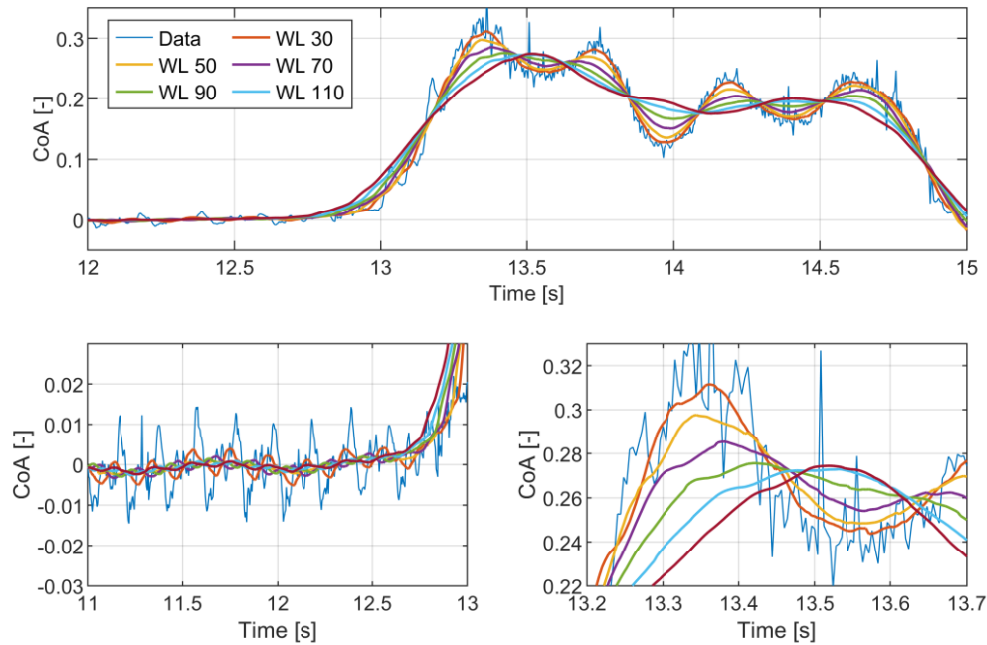 Data WL 30
WL 50 WL 70
WL 90 WL 110
CoA [-]
0.3
0.2
0.1
0
12 12.5 13 13.5 14 14.5 15
Time [s]
CoA [-]
0.02
0.01
0
-0.01
-0.02
-0.03
11 11.5 12 12.5 13
Time [s]
CoA [-]
0.32
0.3
0.28
0.26
0.24
0.22
13.2 13.3 13.4 13.5 13.6 13.7
Time [s]